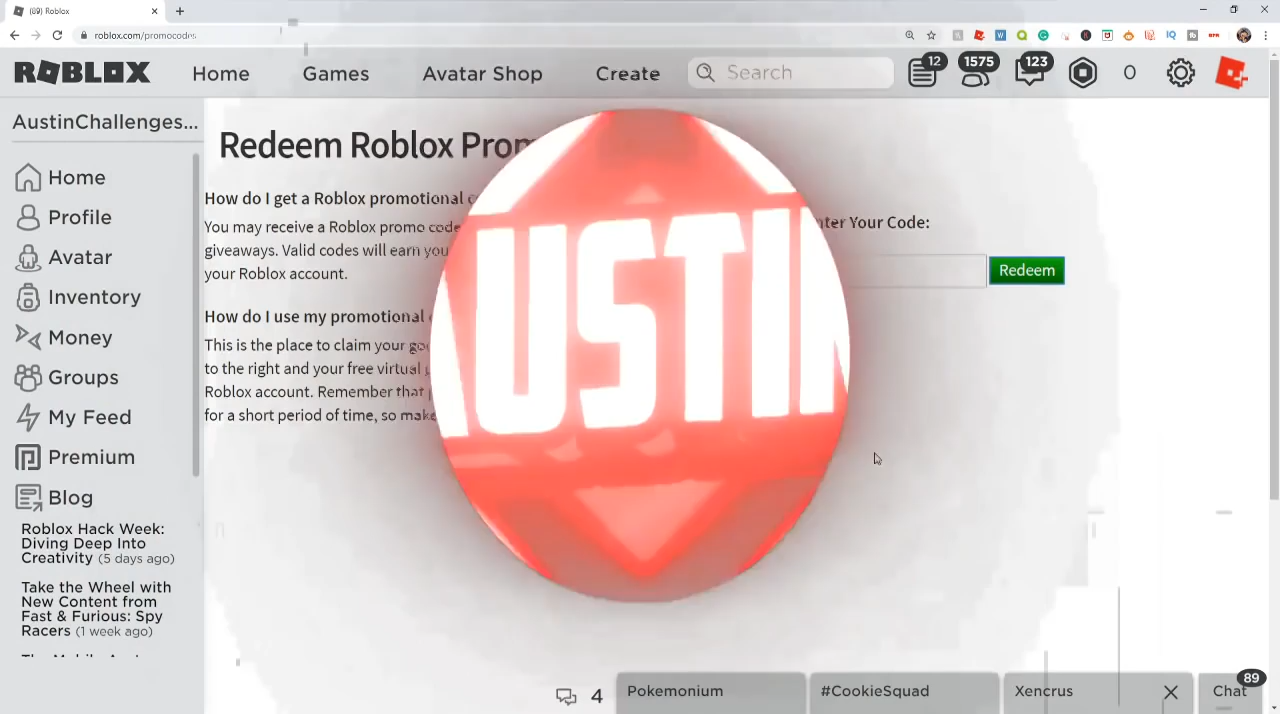 (89) Roblox
roblox.com/promocodes
ROBLOX
Home
Games
Avatar Shop
Create
Search
12
1575
123
0
AustinChallenges...
Home
Profile
Avatar
Inventory
Money
Groups
My Feed
Premium
Blog
Roblox Hack Week:
Diving Deep Into
Creativity (5 days ago)
Take the Wheel with
New Content from
Fast & Furious: Spy
Racers (1 week ago)
Redeem Roblox Prom
How do I get a Roblox promotional
You may receive a Roblox promo code
giveaways. Valid codes will earn you
your Roblox account.
How do I use my promotional
This is the place to claim your
to the right and your free virtual
Roblox account. Remember that
for a short period of time, so make
AUSTIN
nter Your Code:
Redeem
4
Pokemonium
#CookieSquad
Xencrus
Chat
89